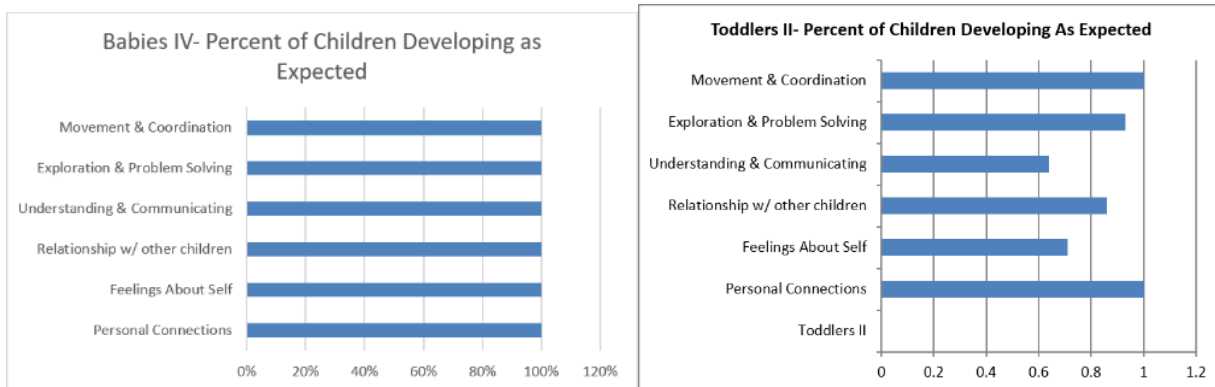 Babies IV- Percent of Children Developing as
Expected
Movement & Coordination
Exploration & Problem Solving
Understanding & Communicating
Relationship w/ other children
Feelings About Self
Personal Connections
0% 20% 40% 60% 80% 100% 120%
Toddlers II- Percent of Children Developing As Expected
Movement & Coordination
Exploration & Problem Solving
Understanding & Communicating
Relationship w/ other children
Feelings About Self
Personal Connections
Toddlers II
0 0.2 0.4 0.6 0.8 1 1.2